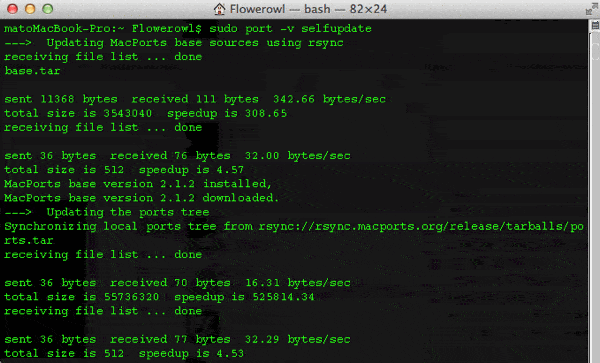 Flowerowl — bash — 82×24
matoMacBook-Pro:~ Flowerowl$ sudo port -v selfupdate
---> Updating MacPorts base sources using rsync
receiving file list ... done
base.tar
sent 11368 bytes received 111 bytes 342.66 bytes/sec
total size is 3543040 speedup is 308.65
receiving file list ... done
sent 36 bytes received 76 bytes 32.00 bytes/sec
total size is 512 speedup is 4.57
MacPorts base version 2.1.2 installed,
MacPorts base version 2.1.2 downloaded.
---> Updating the ports tree
Synchronizing local ports tree from rsync://rsync.macports.org/release/tarballs/po
rts.tar
receiving file list ... done
sent 36 bytes received 70 bytes 16.31 bytes/sec
total size is 55736320 speedup is 525814.34
receiving file list ... done
sent 36 bytes received 77 bytes 32.29 bytes/sec
total size is 512 speedup is 4.53